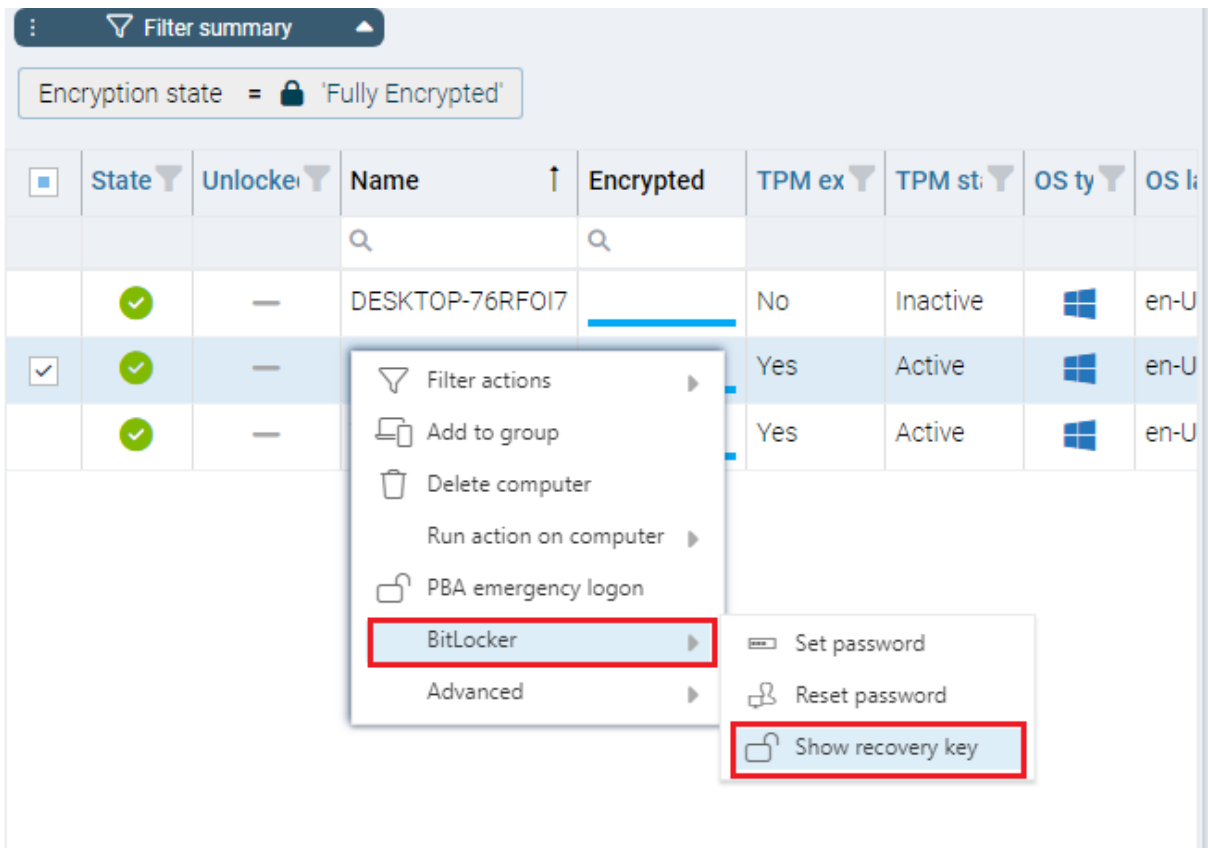 Filter summary
Encryption state = 'Fully Encrypted'
State Unlocke Name Encrypted TPM ex TPM st OS ty OS la
DESKTOP-76RFOI7 No Inactive en-U
Yes Active en-U
Yes Active en-U
Filter actions
Add to group
Delete computer
Run action on computer
PBA emergency logon
BitLocker
Advanced
Set password
Reset password
Show recovery key